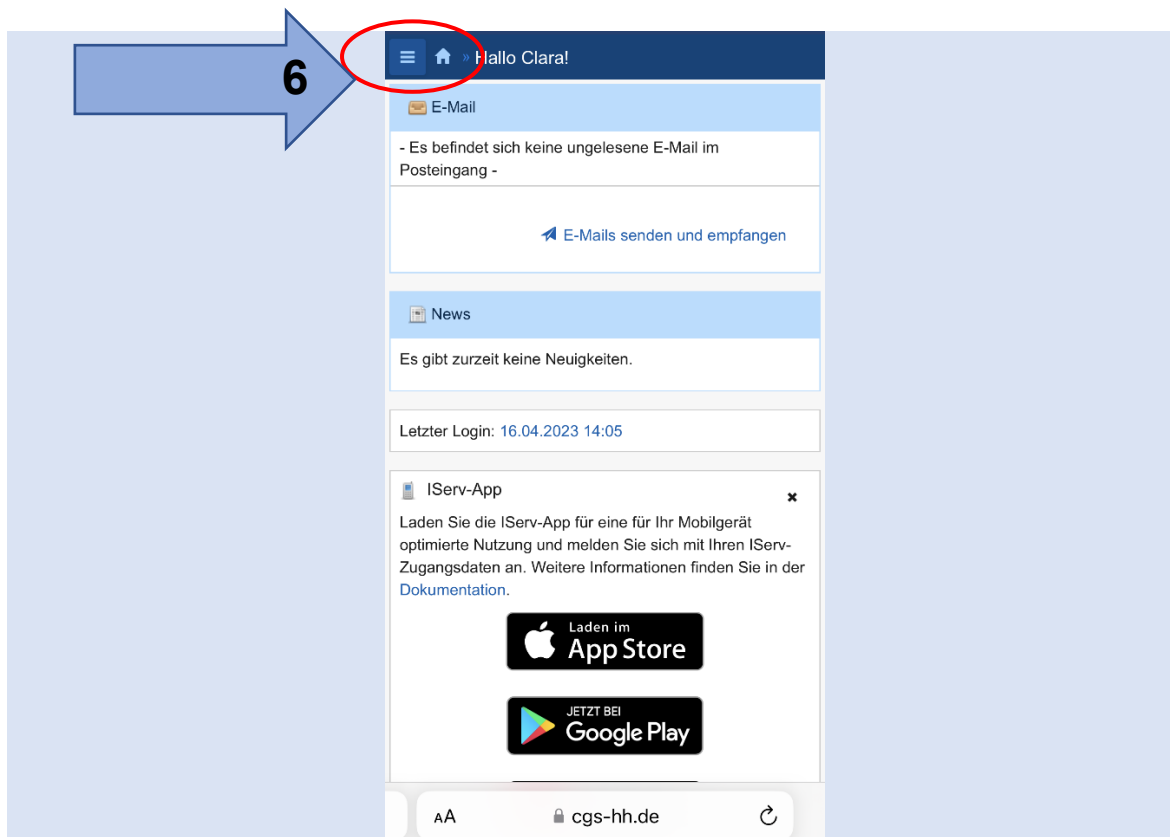 6
» Hallo Clara!
E-Mail
- Es befindet sich keine ungelesene E-Mail im
Posteingang -
E-Mails senden und empfangen
News
Es gibt zurzeit keine Neuigkeiten.
Letzter Login: 16.04.2023 14:05
IServ-App
Laden Sie die IServ-App für eine für Ihr Mobilgerät
optimierte Nutzung und melden Sie sich mit Ihren IServ-
Zugangsdaten an. Weitere Informationen finden Sie in der
Dokumentation.
Laden im
App Store
JETZT BEI
Google Play
AA cgs-hh.de